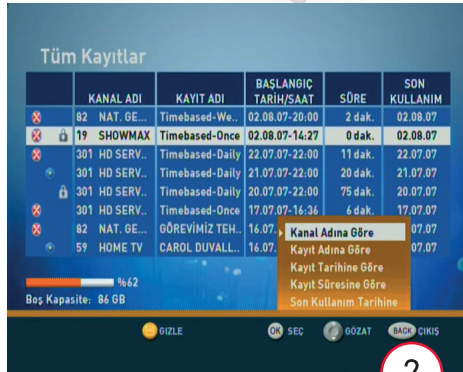 Tüm Kayıtlar
KANAL ADI KAYIT ADI BAŞLANGIÇ TARİH/SAAT SÜRE SON KULLANIM
82 NAT. GE... Timebased-We.. 02.08.07-20:00 2 dak. 02.08.07
19 SHOWMAX Timebased-Once 02.08.07-14:27 0 dak. 02.08.07
301 HD SERV.. Timebased-Daily 22.07.07-22:00 11 dak. 22.07.07
301 HD SERV.. Timebased-Daily 21.07.07-22:00 20 dak. 21.07.07
301 HD SERV.. Timebased-Daily 20.07.07-22:00 75 dak. 20.07.07
301 HD SERV.. Timebased-Once 17.07.07-16:36 6 dak. 17.07.07
82 NAT. GE... GÖREVİMİZ TEH.. 16.07. 07.07
59 HOME TV CAROL DUVALL.. 16.07. 07.07
Kanal Adına Göre
Kayıt Adına Göre
Kayıt Tarihine Göre
Kayıt Süresine Göre
Son Kullanım Tarihine
%62
Boş Kapasite: 86 GB
GIZLE OK SEÇ GÖZAT BACK ÇIKIŞ
2